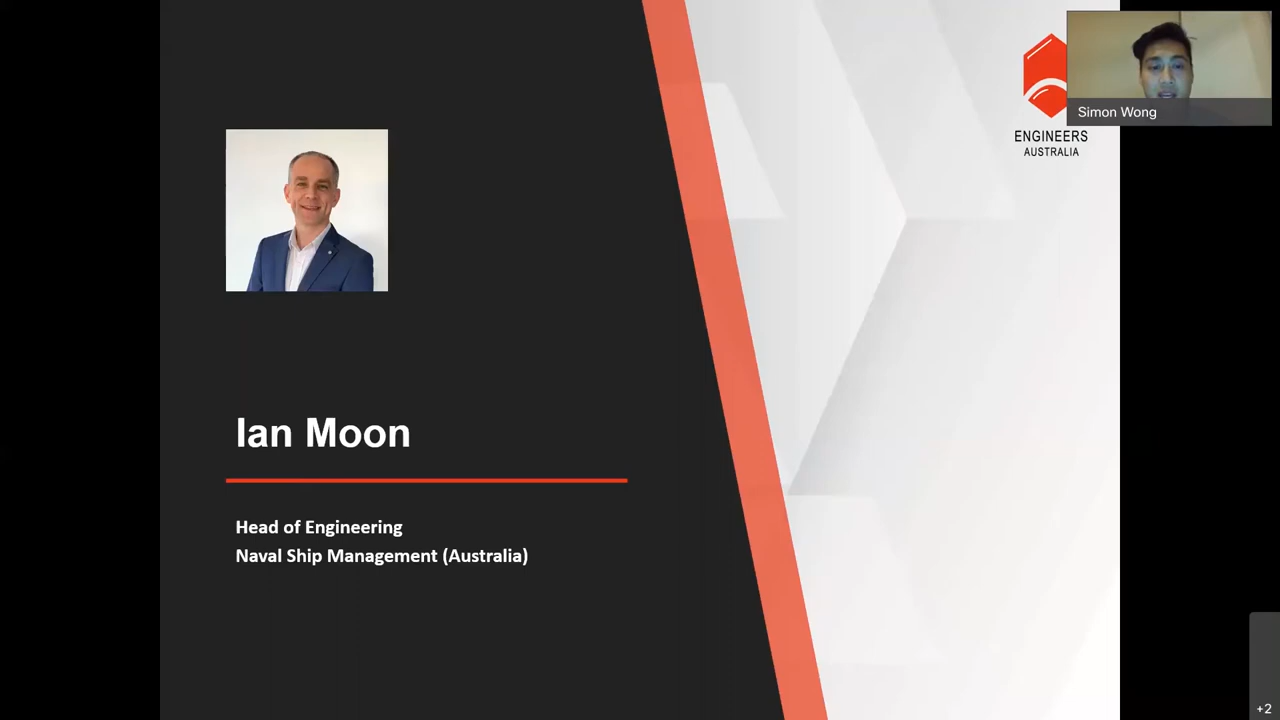 ENGINEERS
AUSTRALIA
Simon Wong
Ian Moon
Head of Engineering
Naval Ship Management (Australia)
+2